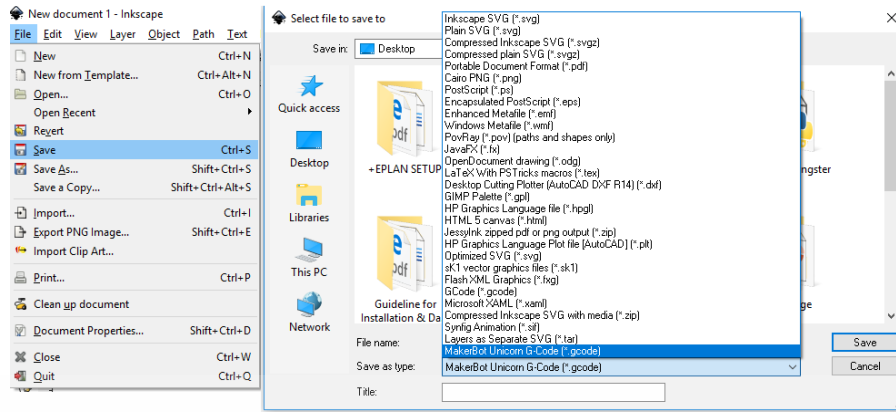 New document 1 - Inkscape
File Edit View Layer Object Path Text
New Ctrl+N
New from Template... Ctrl+Alt+N
Open... Ctrl+O
Open Recent
Revert
Save Ctrl+S
Save As... Shift+Ctrl+S
Save a Copy... Shift+Ctrl+Alt+S
Import... Ctrl+I
Export PNG Image... Shift+Ctrl+E
Import Clip Art...
Print... Ctrl+P
Clean up document
Document Properties... Shift+Ctrl+D
Close Ctrl+W
Quit Ctrl+Q
Select file to save to
Save in: Desktop
Quick access
Desktop
Libraries
This PC
Network
pdf
+EPLAN SETUP
pdf
Guideline for
Installation & Da
Inkscape SVG (*.svg)
Plain SVG (*.svg)
Compressed Inkscape SVG (*.svgz)
Compressed plain SVG (*.svgz)
Portable Document Format (*.pdf)
Cairo PNG (*.png)
PostScript (*.ps)
Encapsulated PostScript (*.eps)
Enhanced Metafile (*.emf)
Windows Metafile (*.wmf)
PovRay (*.pov) (paths and shapes only)
JavaFX (*.fx)
OpenDocument drawing (*.odg)
LaTeX With PSTricks macros (*.tex)
Desktop Cutting Plotter (AutoCAD DXF R14) (*.dxf)
GIMP Palette (*.gpl)
HP Graphics Language file (*.hpgl)
HTML 5 canvas (*.html)
JessyInk zipped pdf or png output (*.zip)
HP Graphics Language Plot file [AutoCAD] (*.plt)
Optimized SVG (*.svg)
sK1 vector graphics files (*.sk1)
Flash XML Graphics (*.fxg)
GCode (*.gcode)
Microsoft XAML (*.xaml)
Compressed Inkscape SVG with media (*.zip)
Synfig Animation (*.sif)
Layers as Separate SVG (*.tar)
MakerBot Unicorn G-Code (*.gcode)
ngster
ge
File name:
Save
Save as type: MakerBot Unicorn G-Code (*.gcode)
Cancel
Title: